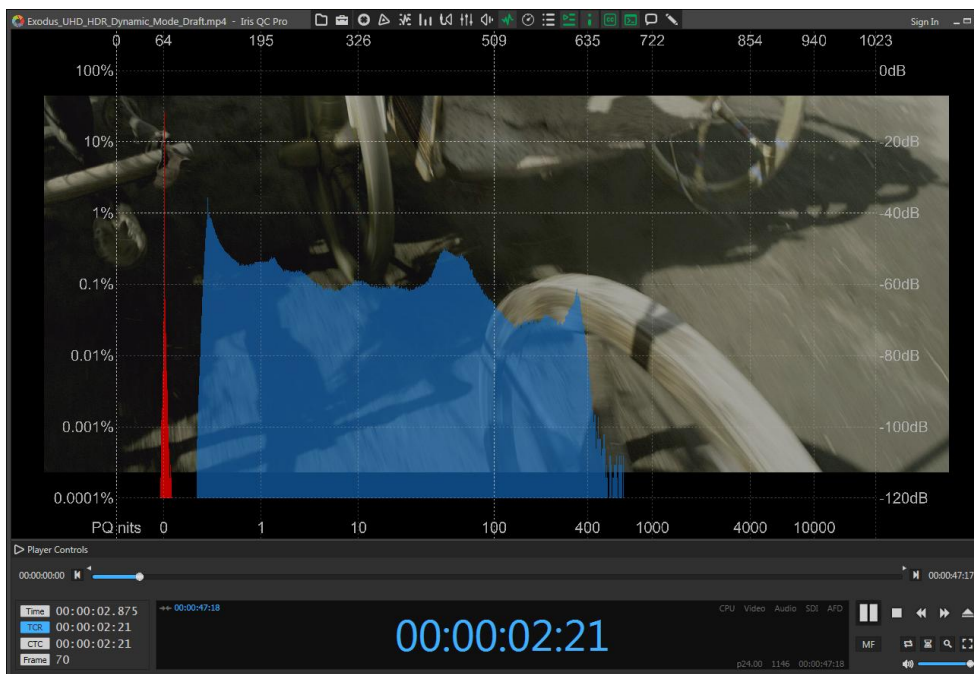 Exodus_UHD_HDR_Dynamic_Mode_Draft.mp4 - Iris QC Pro
CC
Sign In
0 64 195 326 509 635 722 854 940 1023
100% 0dB
10% -20dB
1% -40dB
0.1% -60dB
0.01% -80dB
0.001% -100dB
0.0001% -120dB
PQ nits 0 1 10 100 400 1000 4000 10000
Player Controls
00:00:00:00 00:00:47:17
Time 00:00:02.875
TCR 00:00:02:21
CTC 00:00:02:21
Frame 70
00:00:47:18
CPU Video Audio SDI AFD
00:00:02:21
p24.00 1146 00:00:47:18
MF